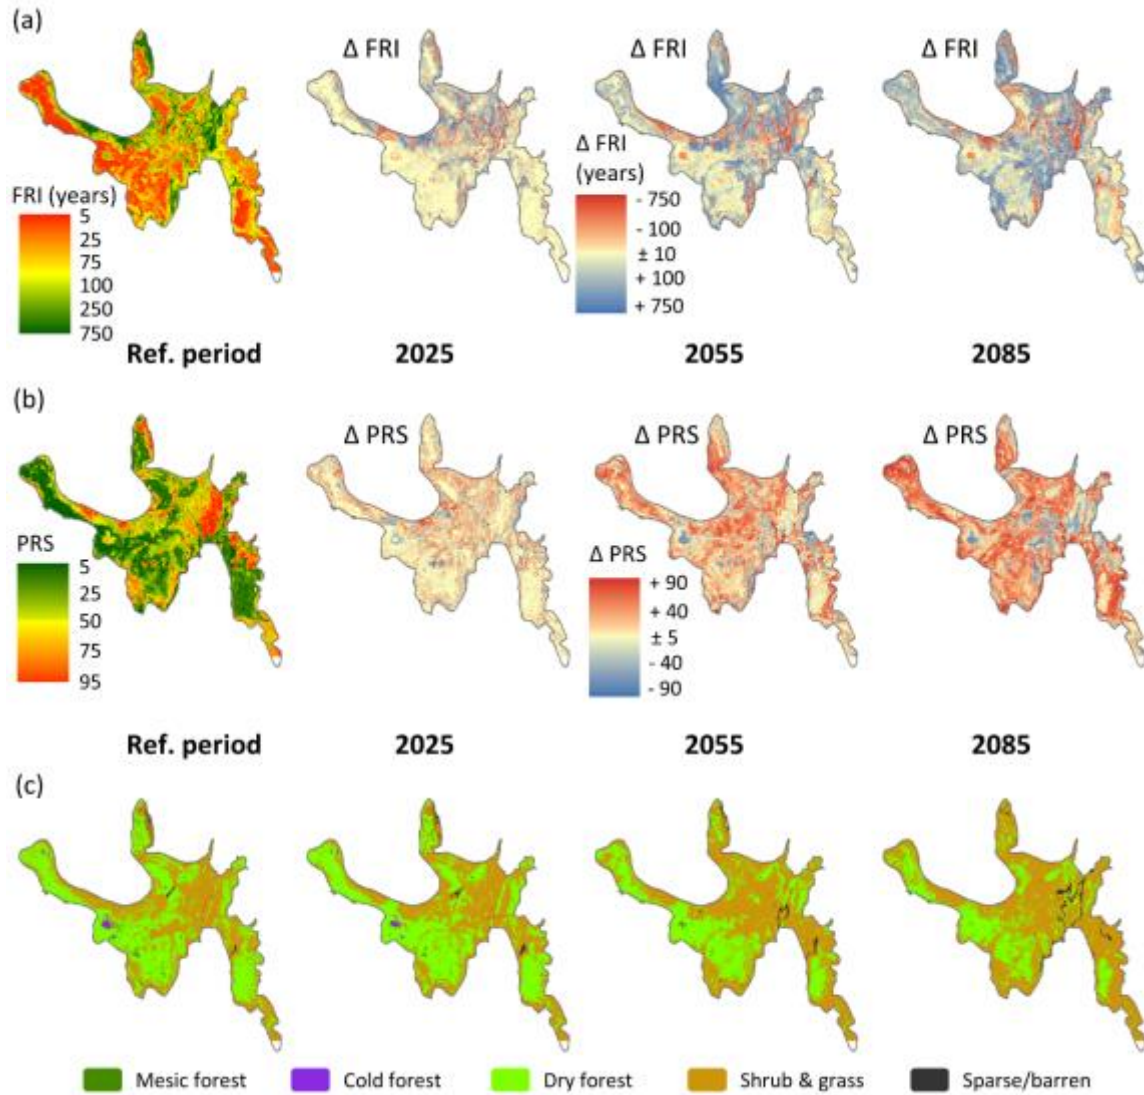 (a)
Δ FRI
Δ FRI
Δ FRI
FRI (years)
5
25
75
100
250
750
Δ FRI
(years)
- 750
- 100
± 10
+ 100
+ 750
Ref. period
2025
2055
2085
(b)
Δ PRS
Δ PRS
Δ PRS
PRS
5
25
50
75
95
Δ PRS
+ 90
+ 40
± 5
- 40
- 90
Ref. period
2025
2055
2085
(c)
Mesic forest
Cold forest
Dry forest
Shrub & grass
Sparse/barren